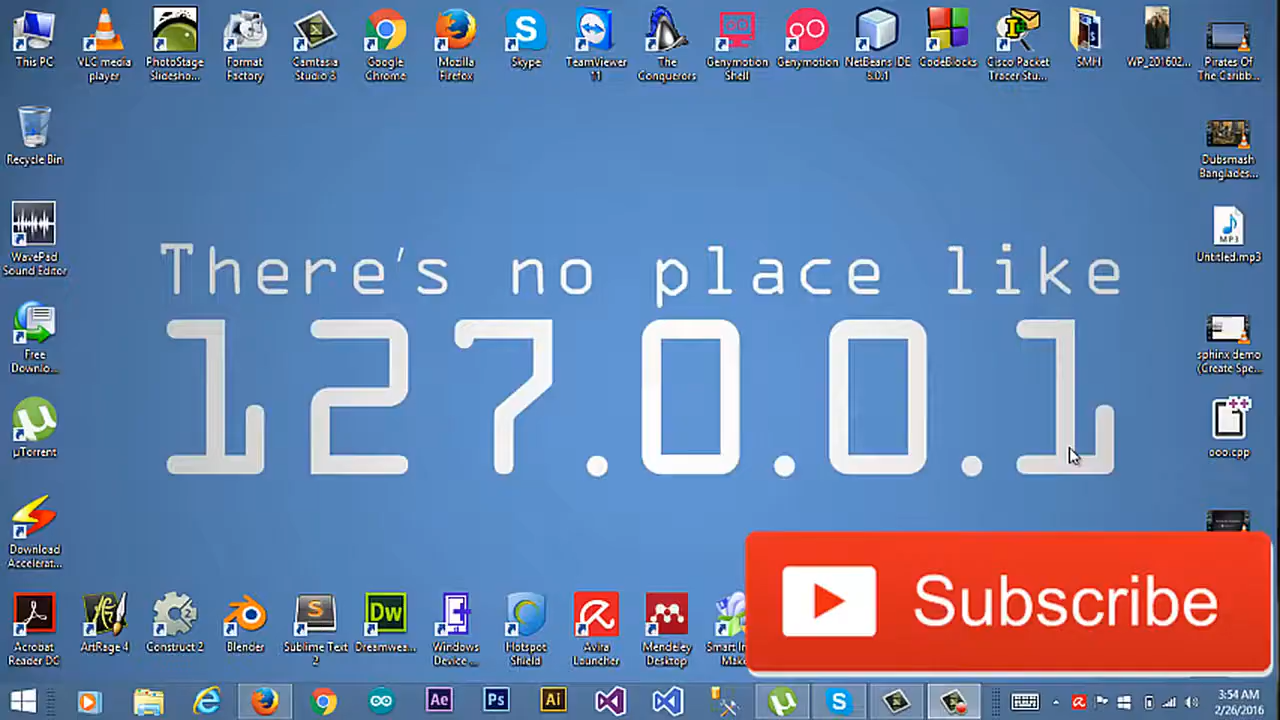 This PC
VLC media
player
PhotoStage
Slidesho...
Format
Factory
Camtasia
Studio 8
Google
Chrome
Mozilla
Firefox
Skype
TeamViewer
11
The
Conquerors
Genymotion
Shell
Genymotion
NetBeans IDE
8.0.1
CodeBlocks
Cisco Packet
Tracer Stu...
SMH
WP_201602...
Pirates Of
The Caribb...
Recycle Bin
Dubsmash
Banglades...
WavePad
Sound Editor
MP3
Untitled.mp3
There's no place like
127.0.0.1
Free
Downlo...
sphinx demo
(Create Spe...
µTorrent
ooo.cpp
Download
Accelerat...
Subscribe
Acrobat
Reader DC
ArtRage 4
Construct 2
Blender
Sublime Text
2
Dw
Dreamwea...
Windows
Device ...
Hotspot
Shield
Avira
Launcher
Mendeley
Desktop
Ae
Ps
Ai
3:54 AM
2/26/2016